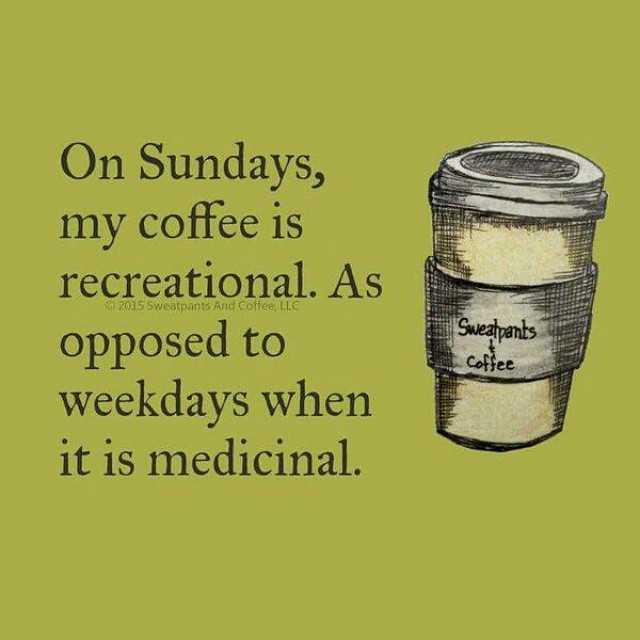 On Sundays,
my coffee is
recreational. As
© 2015 Sweatpants And Coffee, LLC
opposed to
weekdays when
it is medicinal.
Sweatpants
&
Coffee